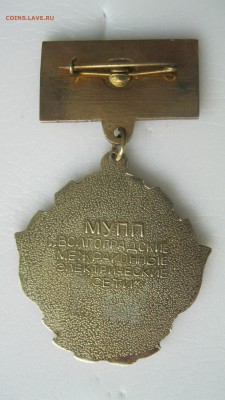 COINS.LAVE.RU
МУПП
„ВОЛГОГРАДСКИЕ
МЕЖРАЙОННЫЕ
ЭЛЕКТРИЧЕСКИЕ
СЕТИ“